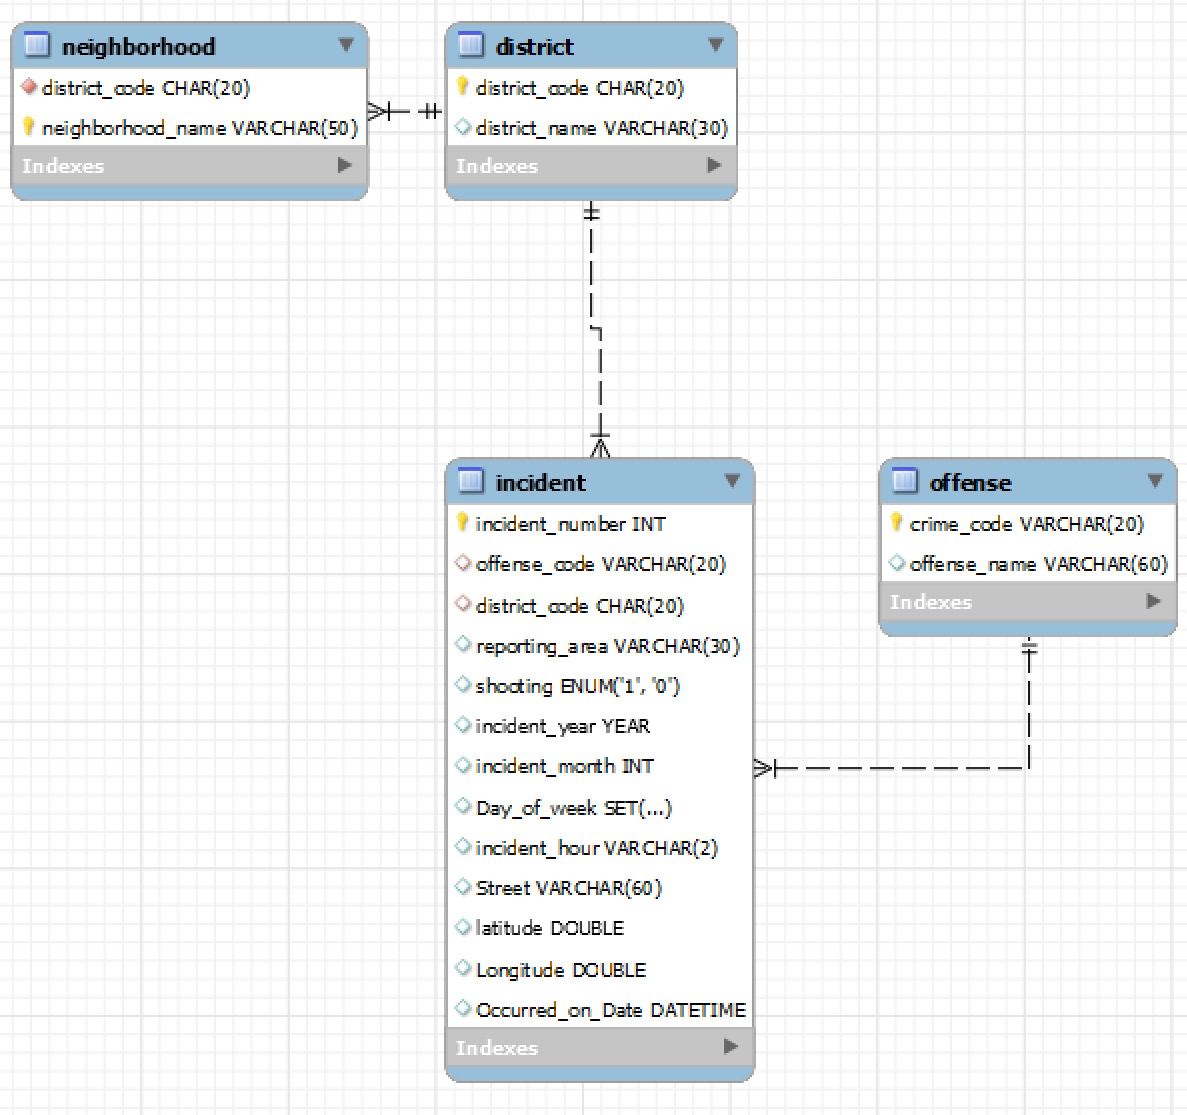 neighborhood
district_code CHAR(20)
neighborhood_name VARCHAR(50)
Indexes
district
district_code CHAR(20)
district_name VARCHAR(30)
Indexes
incident
incident_number INT
offense_code VARCHAR(20)
district_code CHAR(20)
reporting_area VARCHAR(30)
shooting ENUM('1', '0')
incident_year YEAR
incident_month INT
Day_of_week SET(...)
incident_hour VARCHAR(2)
Street VARCHAR(60)
latitude DOUBLE
Longitude DOUBLE
Occurred_on_Date DATETIME
Indexes
offense
crime_code VARCHAR(20)
offense_name VARCHAR(60)
Indexes